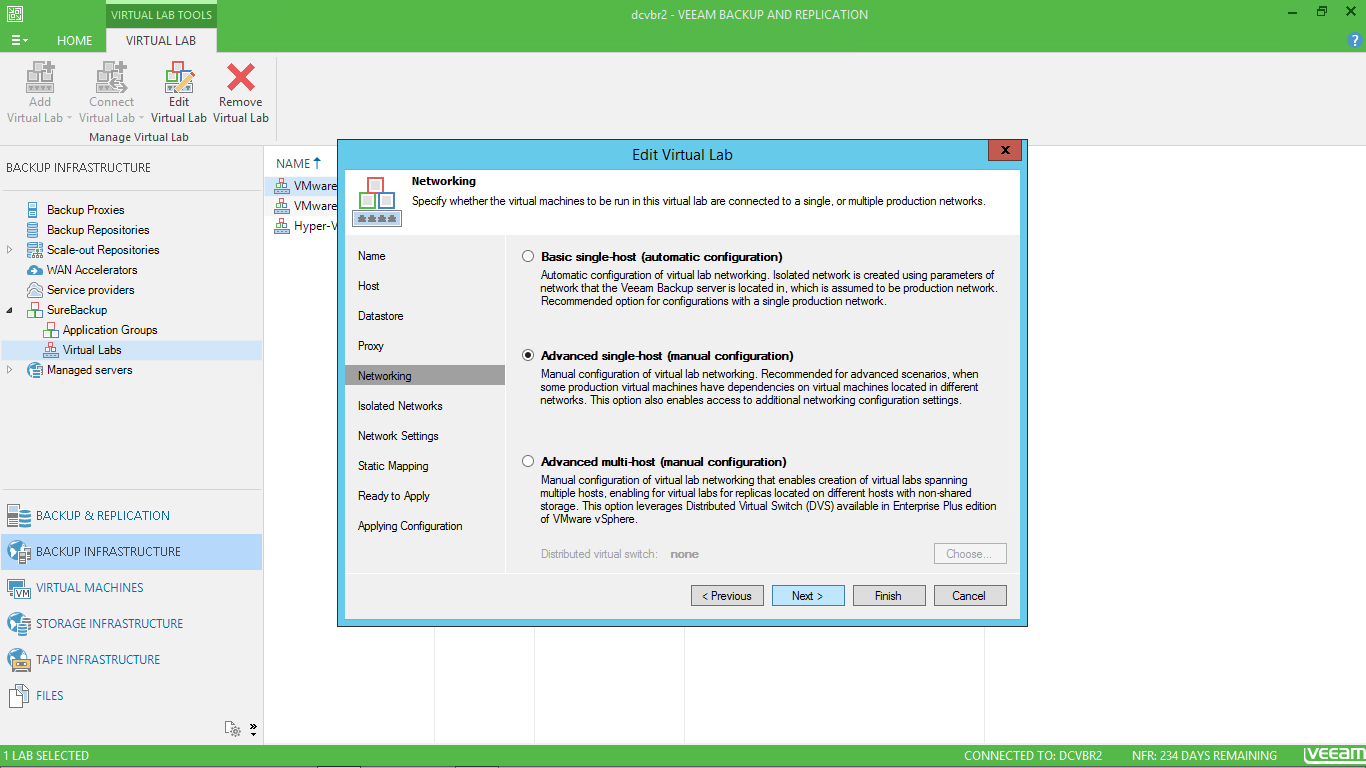 VIRTUAL LAB TOOLS
dcvbr2 - VEEAM BACKUP AND REPLICATION
HOME
VIRTUAL LAB
?
Add
Virtual Lab
Connect
Virtual Lab
Edit
Virtual Lab
Remove
Virtual Lab
Manage Virtual Lab
BACKUP INFRASTRUCTURE
Backup Proxies
Backup Repositories
Scale-out Repositories
WAN Accelerators
Service providers
SureBackup
Application Groups
Virtual Labs
Managed servers
BACKUP & REPLICATION
BACKUP INFRASTRUCTURE
VM
VIRTUAL MACHINES
STORAGE INFRASTRUCTURE
TAPE INFRASTRUCTURE
FILES
NAME
VMware
VMware
Hyper-V
Edit Virtual Lab
X
Networking
Specify whether the virtual machines to be run in this virtual lab are connected to a single, or multiple production networks.
Name
Host
Datastore
Proxy
Networking
Isolated Networks
Network Settings
Static Mapping
Ready to Apply
Applying Configuration
Basic single-host (automatic configuration)
Automatic configuration of virtual lab networking. Isolated network is created using parameters of
network that the Veeam Backup server is located in, which is assumed to be production network.
Recommended option for configurations with a single production network.
Advanced single-host (manual configuration)
Manual configuration of virtual lab networking. Recommended for advanced scenarios, when
some production virtual machines have dependencies on virtual machines located in different
networks. This option also enables access to additional networking configuration settings.
Advanced multi-host (manual configuration)
Manual configuration of virtual lab networking that enables creation of virtual labs spanning
multiple hosts, enabling for virtual labs for replicas located on different hosts with non-shared
storage. This option leverages Distributed Virtual Switch (DVS) available in Enterprise Plus edition
of VMware vSphere.
Distributed virtual switch: none
Choose...
< Previous
Next >
Finish
Cancel
1 LAB SELECTED
CONNECTED TO: DCVBR2
NFR: 234 DAYS REMAINING
veeam